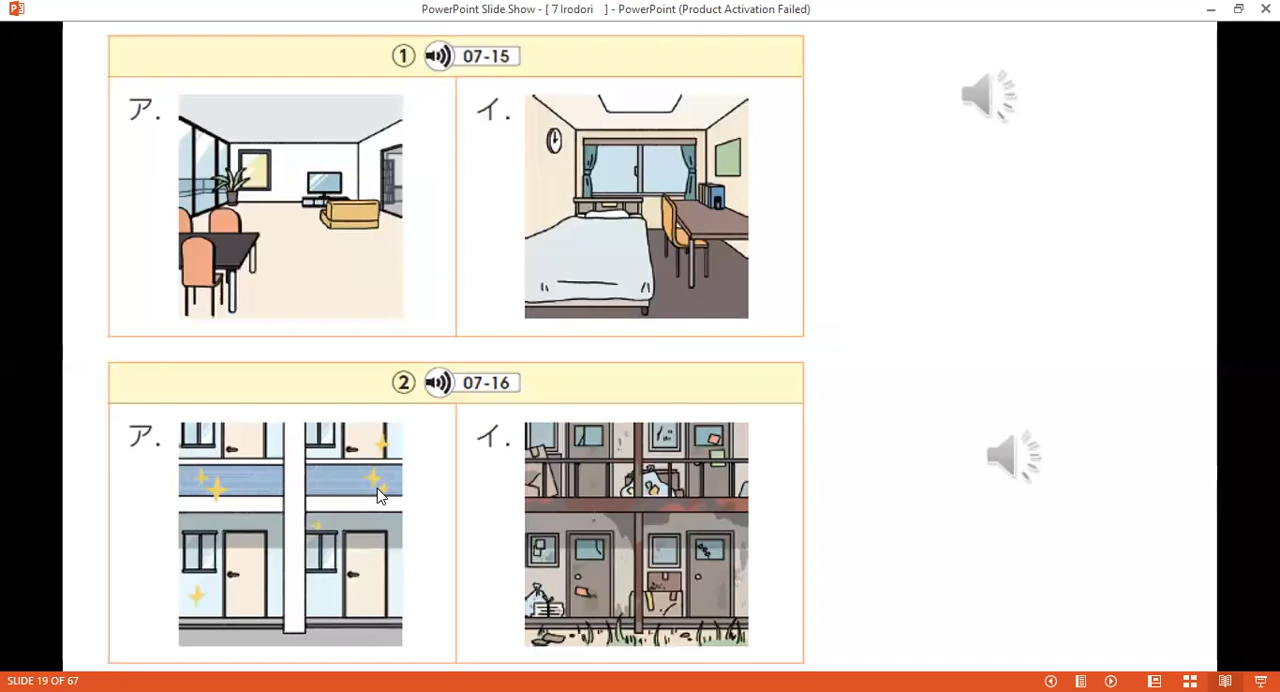 PowerPoint Slide Show - [ 7 Irodori ] - PowerPoint (Product Activation Failed)
① 07-15
ア. イ.
② 07-16
ア. イ.
SLIDE 19 OF 67